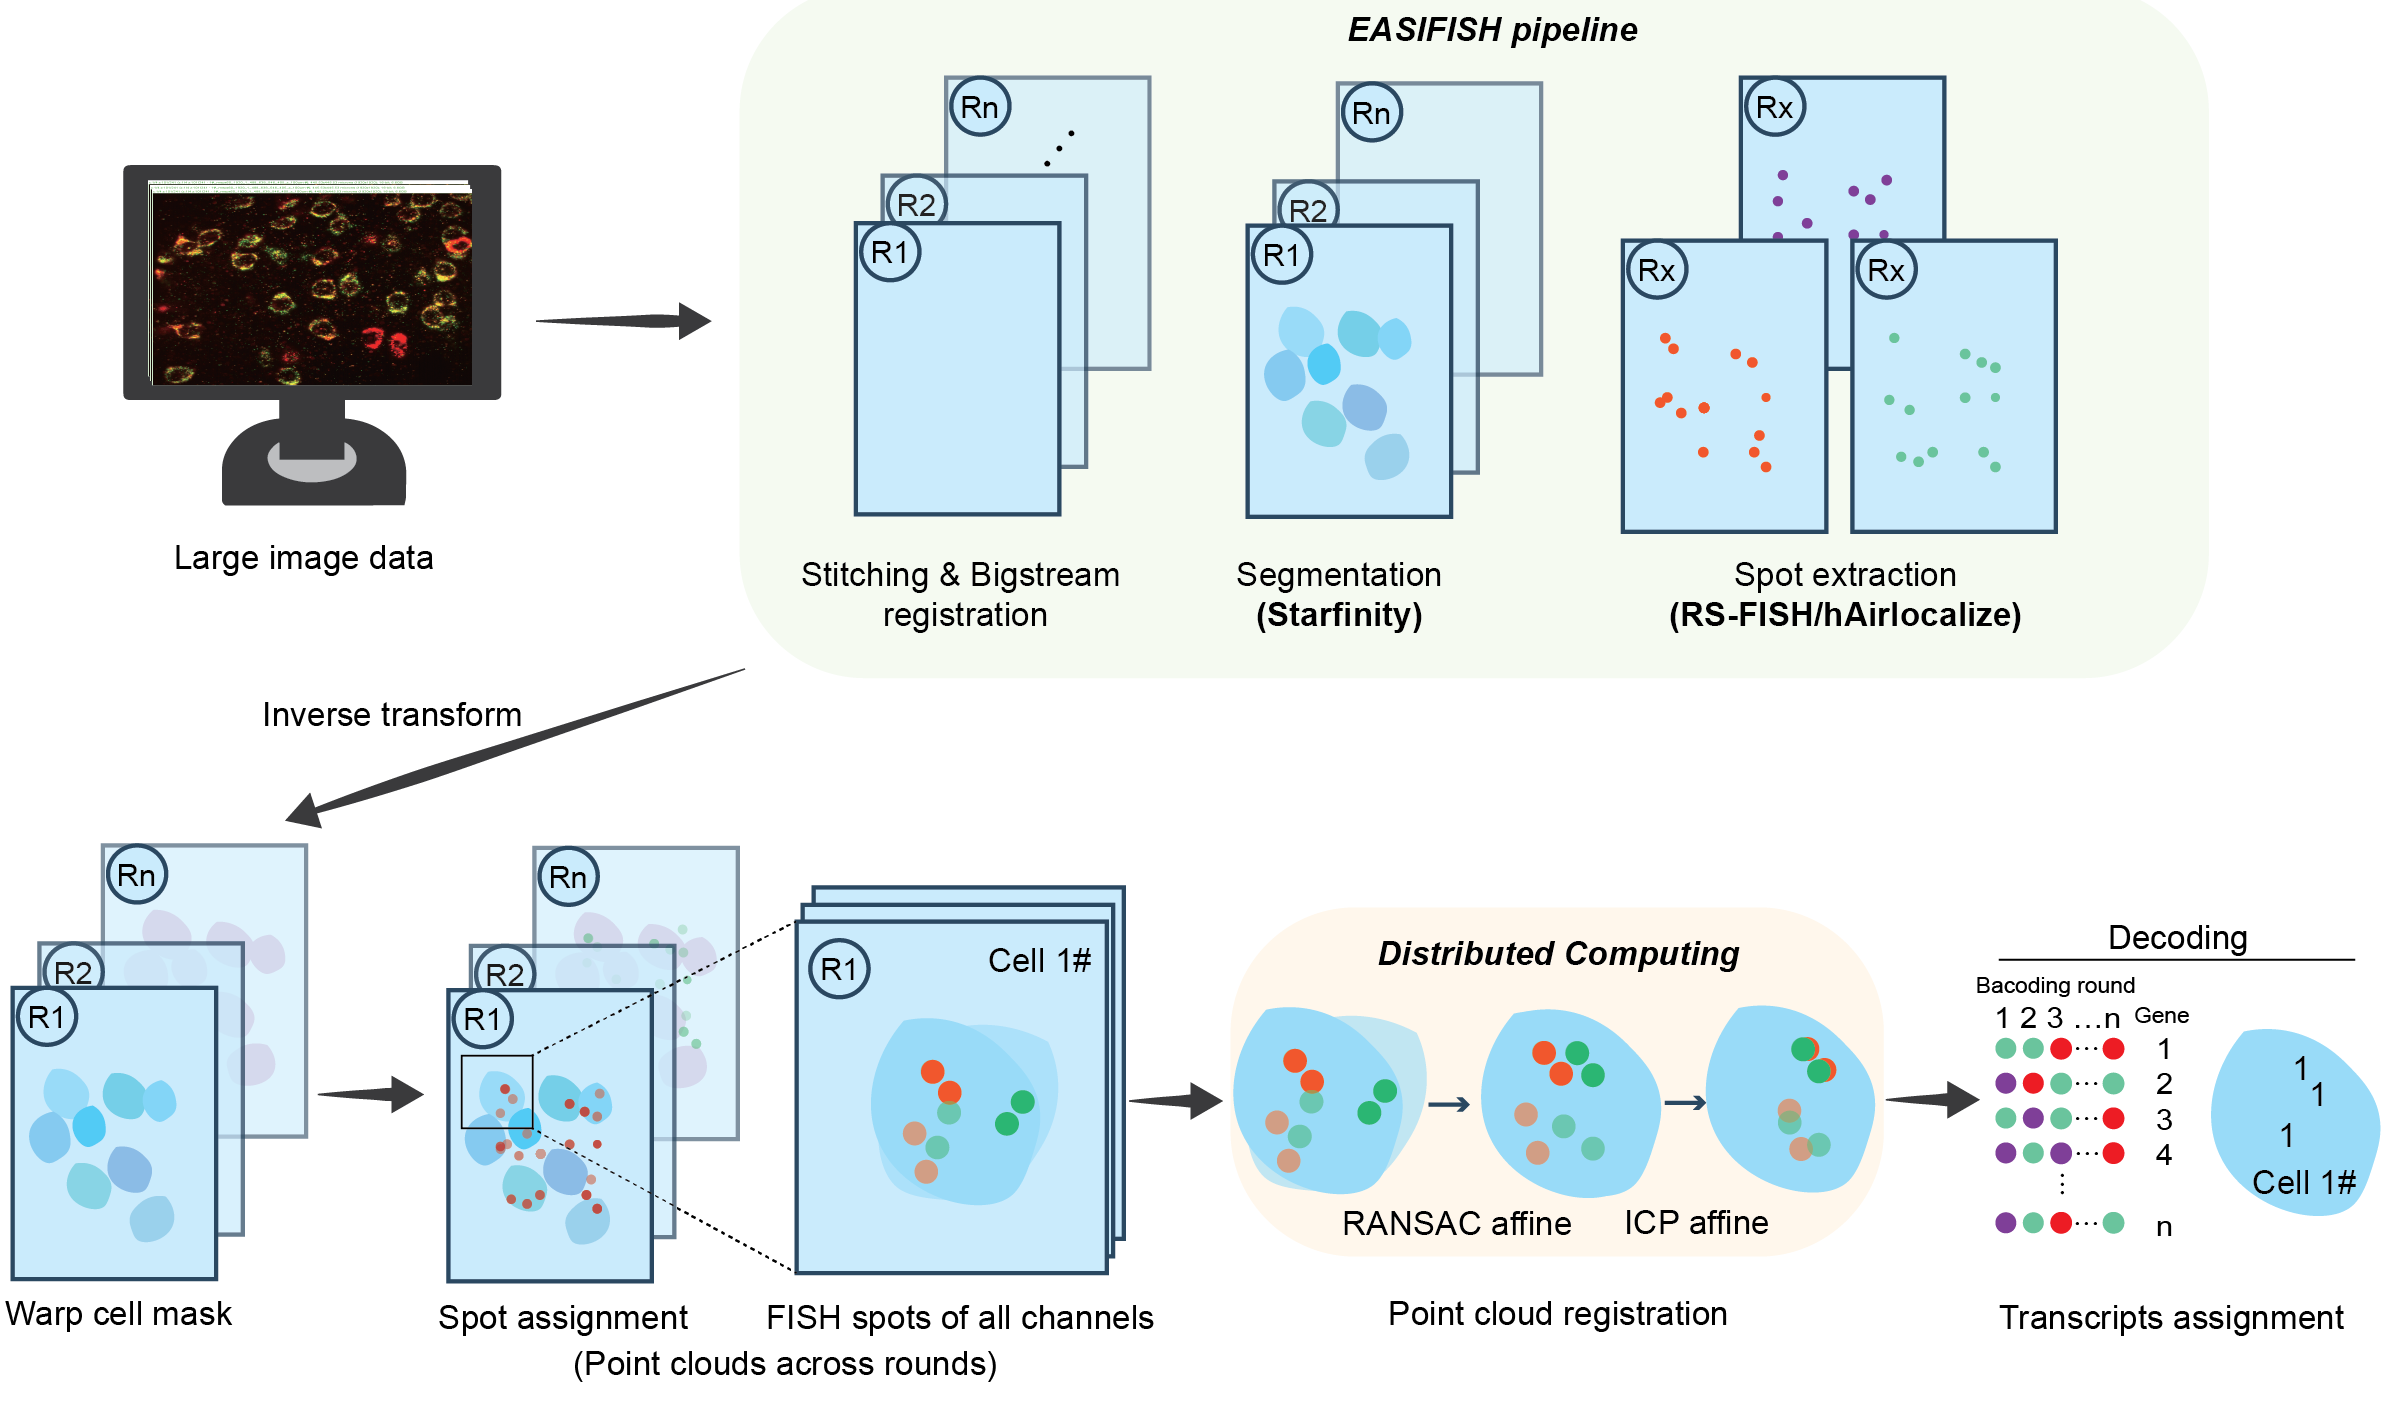 EASIFISH pipeline
Rn
R2
R1
Rn
R2
R1
Rx
Rx
Rx
Large image data
Stitching & Bigstream
registration
Segmentation
(Starfinity)
Spot extraction
(RS-FISH/hAirlocalize)
Inverse transform
Rn
R2
R1
Warp cell mask
Rn
R2
R1
Spot assignment
R1
Cell 1#
FISH spots of all channels
(Point clouds across rounds)
Distributed Computing
RANSAC affine
ICP affine
Point cloud registration
Decoding
Bacoding round
1 2 3 ...n Gene
1
2
3
4
n
1
1
1
Cell 1#
Transcripts assignment